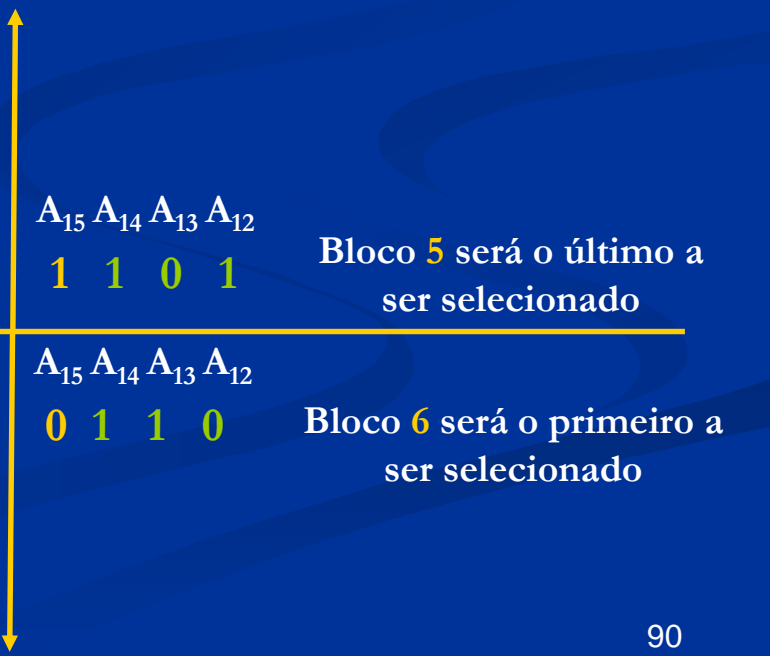 A₁₅ A₁₄ A₁₃ A₁₂
1 1 0 1
Bloco 5 será o último a
ser selecionado
A₁₅ A₁₄ A₁₃ A₁₂
0 1 1 0
Bloco 6 será o primeiro a
ser selecionado
90